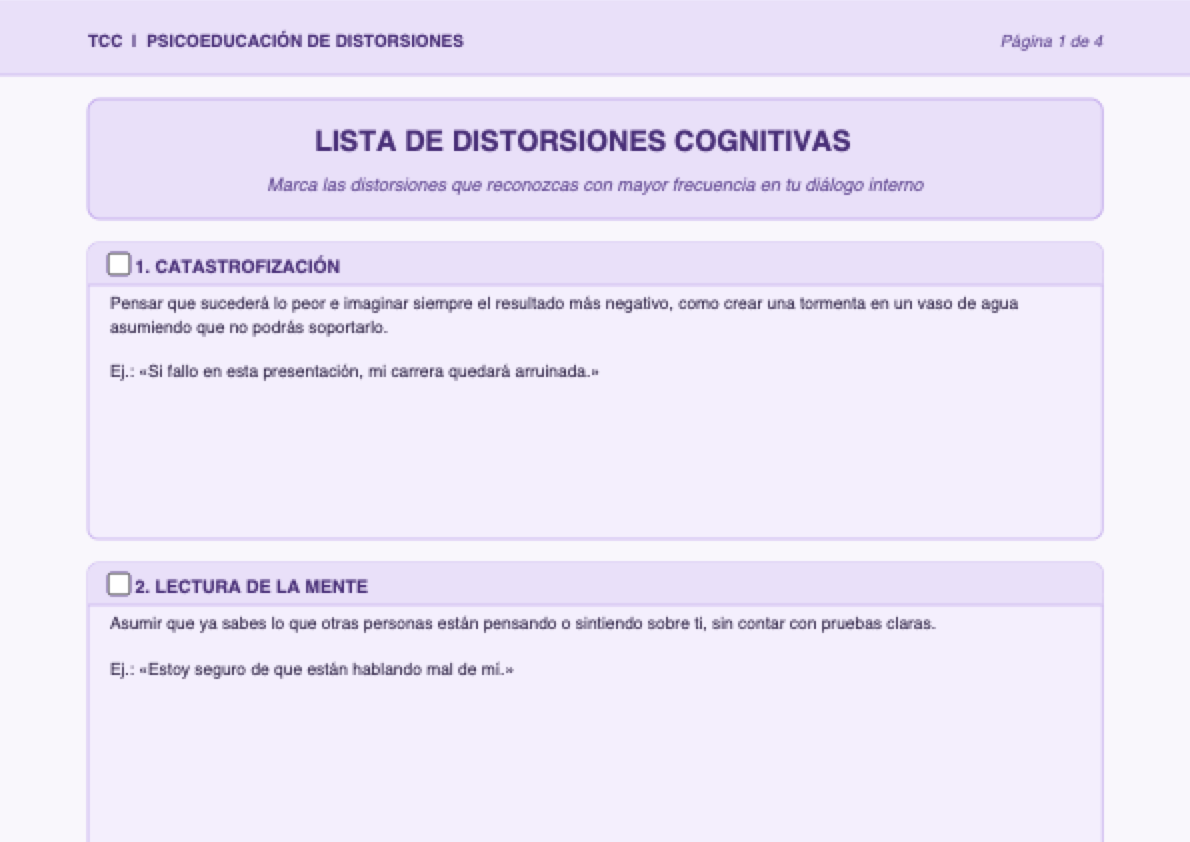 TCC | PSICOEDUCACIÓN DE DISTORSIONES
Página 1 de 4
LISTA DE DISTORSIONES COGNITIVAS
Marca las distorsiones que reconozcas con mayor frecuencia en tu diálogo interno
1. CATASTROFIZACIÓN
Pensar que sucederá lo peor e imaginar siempre el resultado más negativo, como crear una tormenta en un vaso de agua
asumiendo que no podrás soportarlo.
Ej.: «Si fallo en esta presentación, mi carrera quedará arruinada.»
2. LECTURA DE LA MENTE
Asumir que ya sabes lo que otras personas están pensando o sintiendo sobre ti, sin contar con pruebas claras.
Ej.: «Estoy seguro de que están hablando mal de mí.»